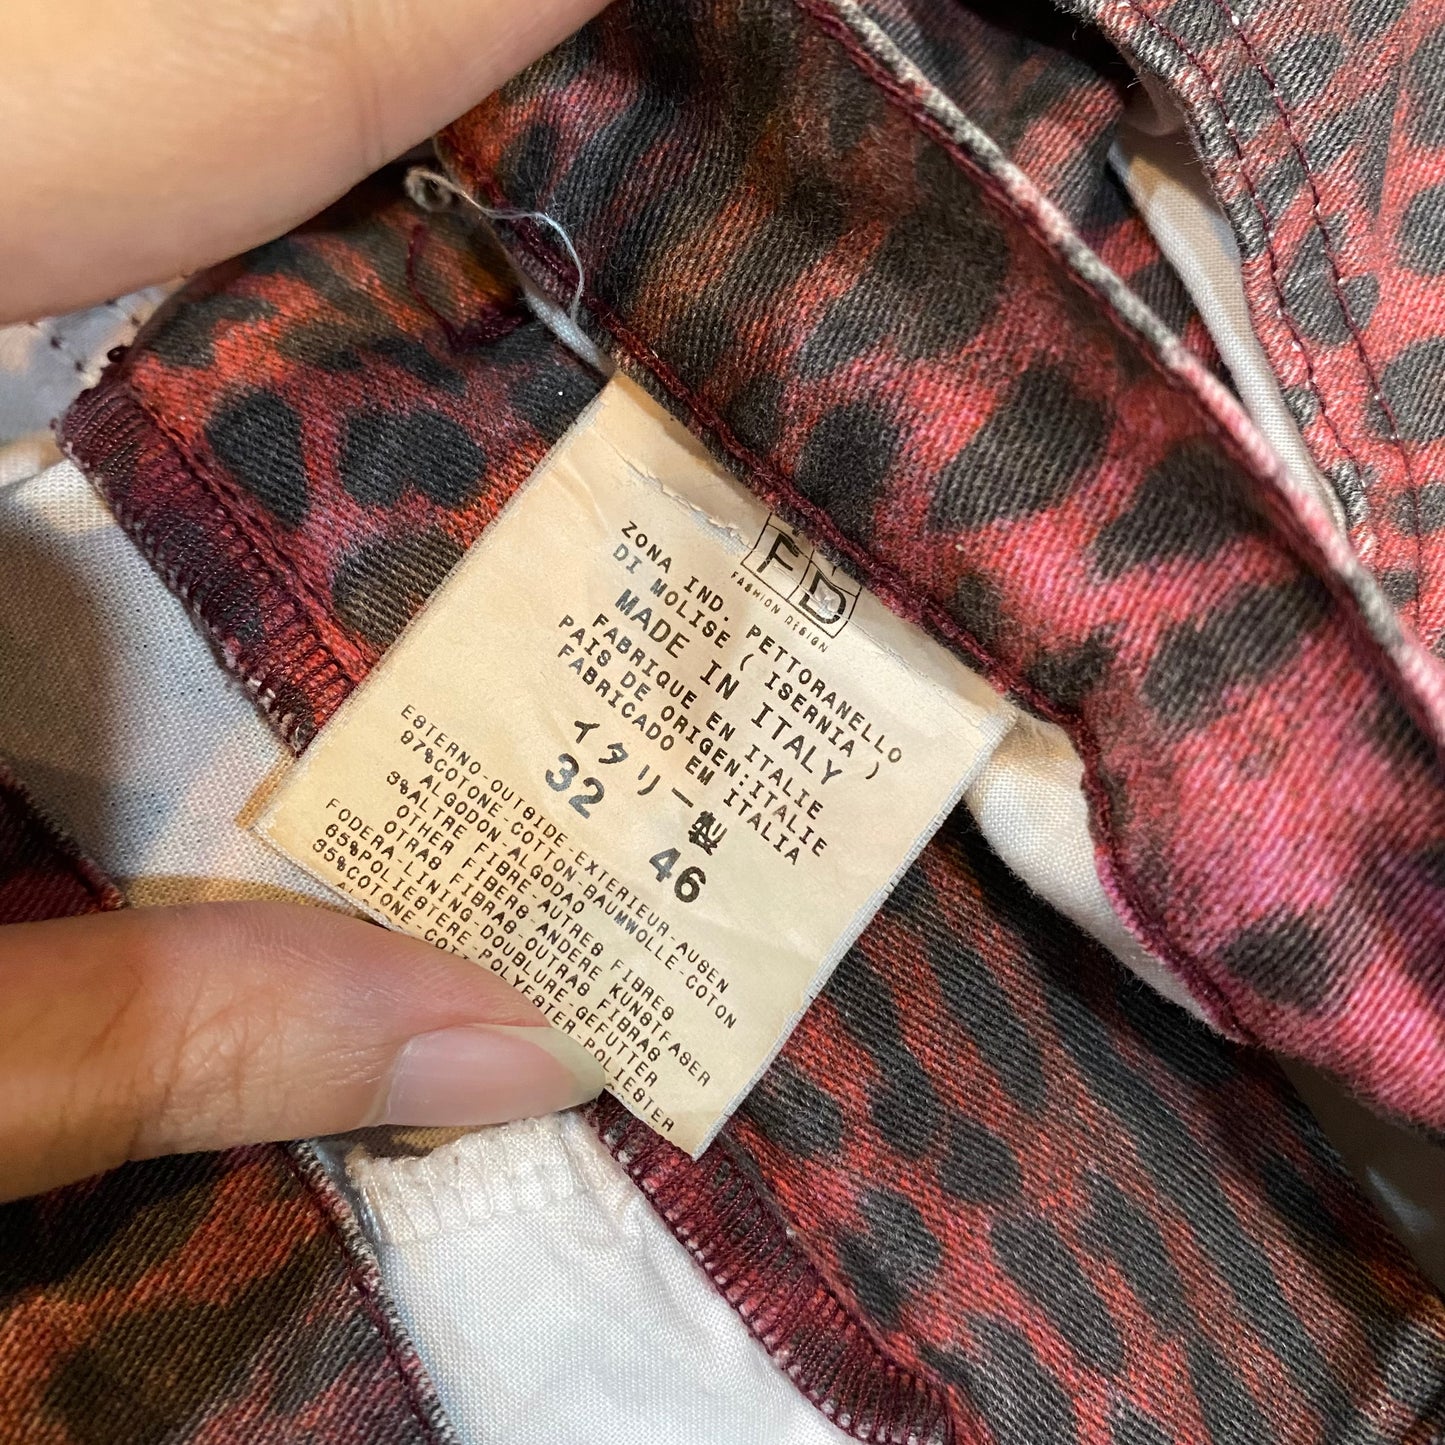 F D
FASHION DESIGN
ZONA IND. PETTORANELLO
DI MOLISE ( ISERNIA )
MADE IN ITALY
FABRIQUE EN ITALIE
PAIS DE ORIGEN:ITALIE
FABRICADO EM ITALIA
イタリー製
32 46
ESTERNO-OUTSIDE-EXTERIEUR-AUSEN
97%COTONE-COTTON-BAUMWOLLE-COTON
ALGODON-ALGODAO
3%ALTRE FIBRE-AUTRES FIBRES
OTHER FIBERS-ANDERE KUNSTFASER
OTRAS FIBRAS-OUTRAS FIBRAS
FODERA-LINING-DOUBLURE-GEFUTTER
65%POLIESTERE-POLYESTER-POLIESTER
35%COTONE